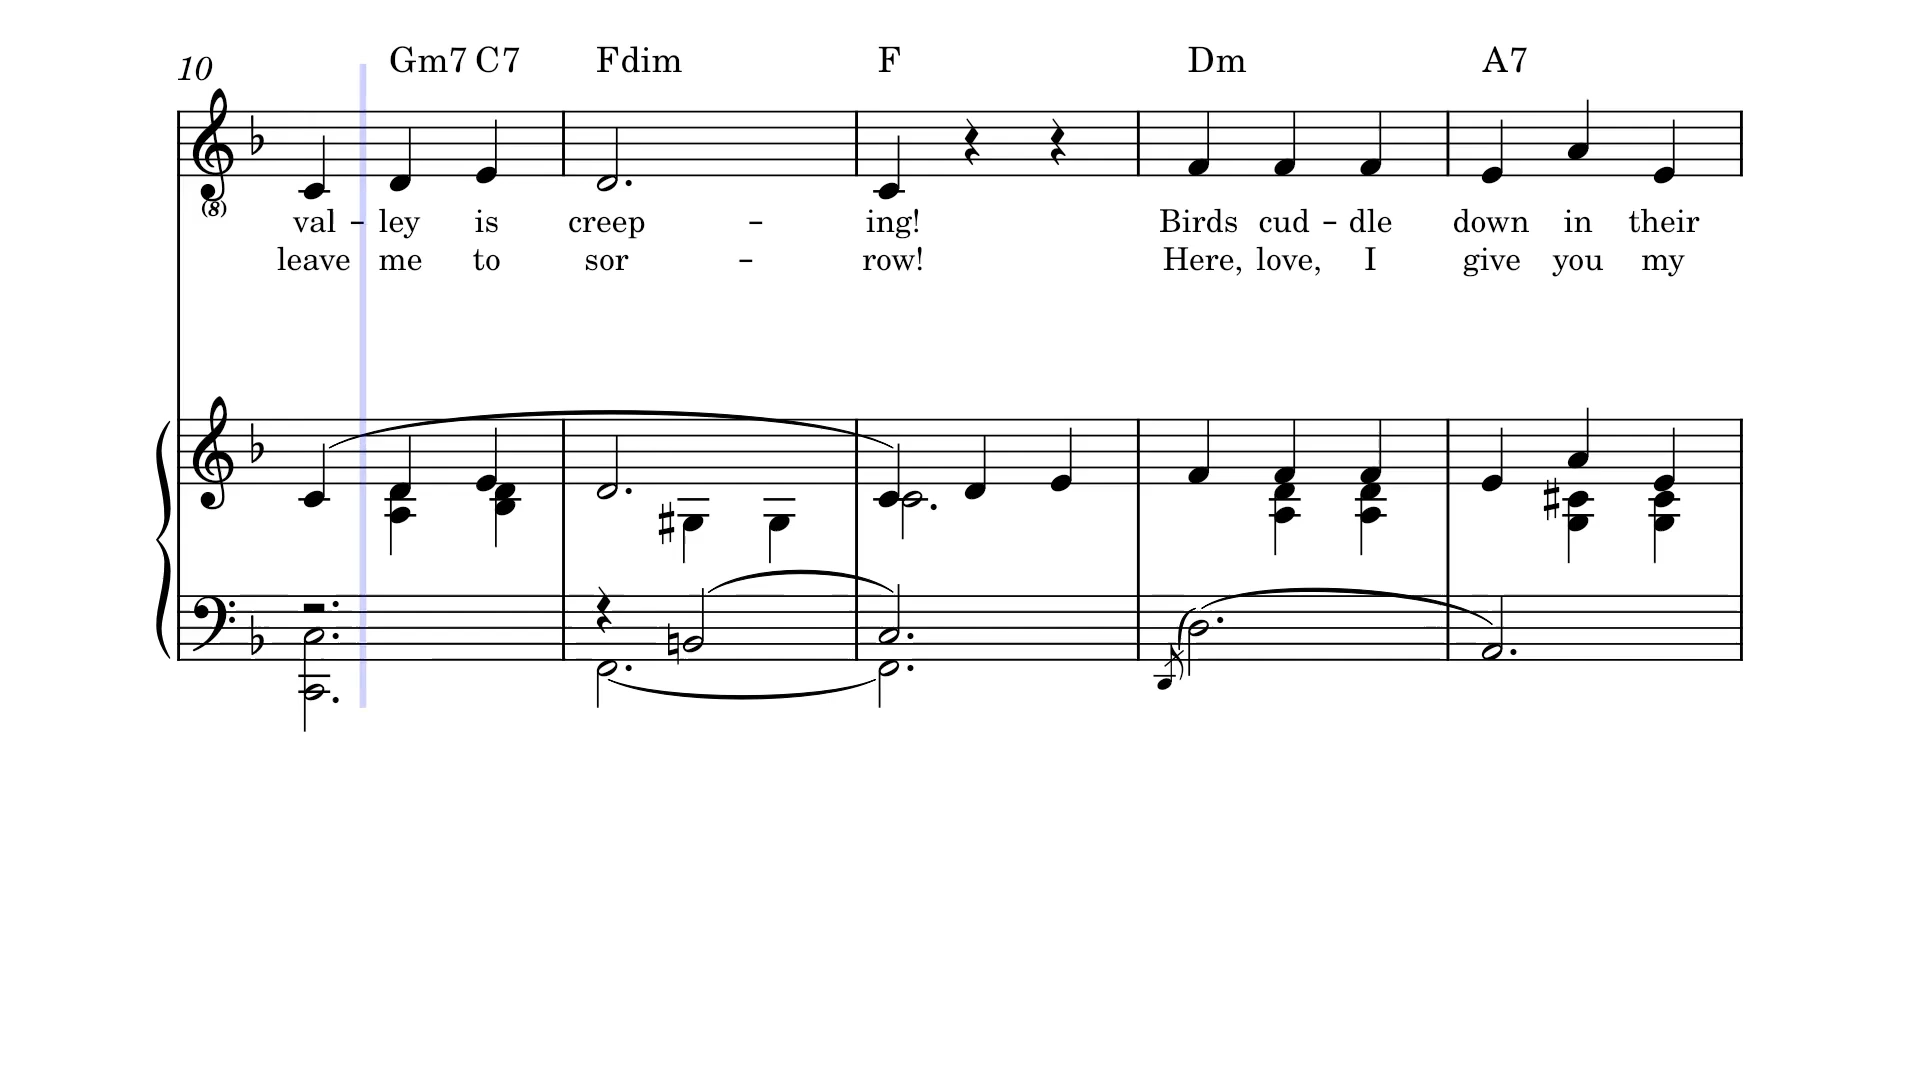 10
Gm7 C7 Fdim F Dm A7
(8)
val – ley is creep – ing! Birds cud – dle down in their
leave me to sor – row! Here, love, I give you my